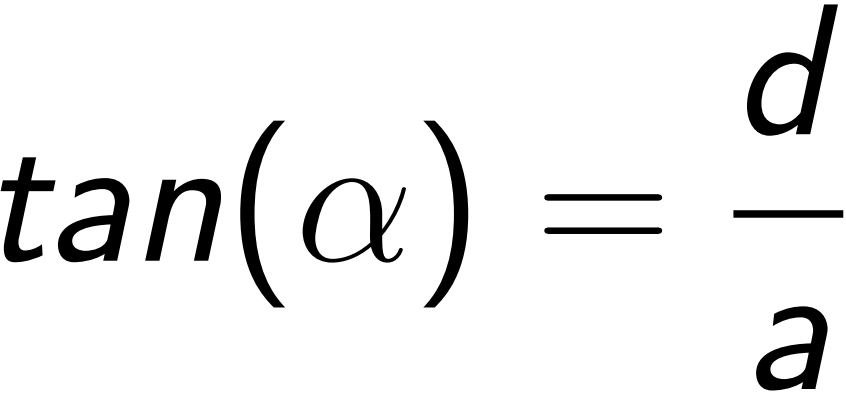 tan(α) = d/a